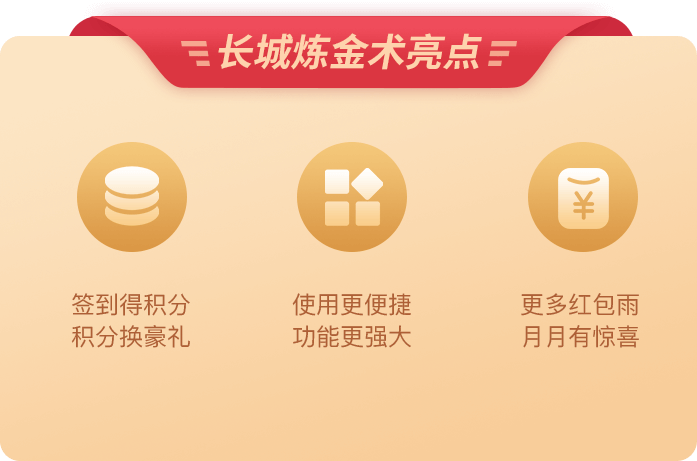 长城炼金术亮点
签到得积分
积分换豪礼
使用更便捷
功能更强大
¥
更多红包雨
月月有惊喜